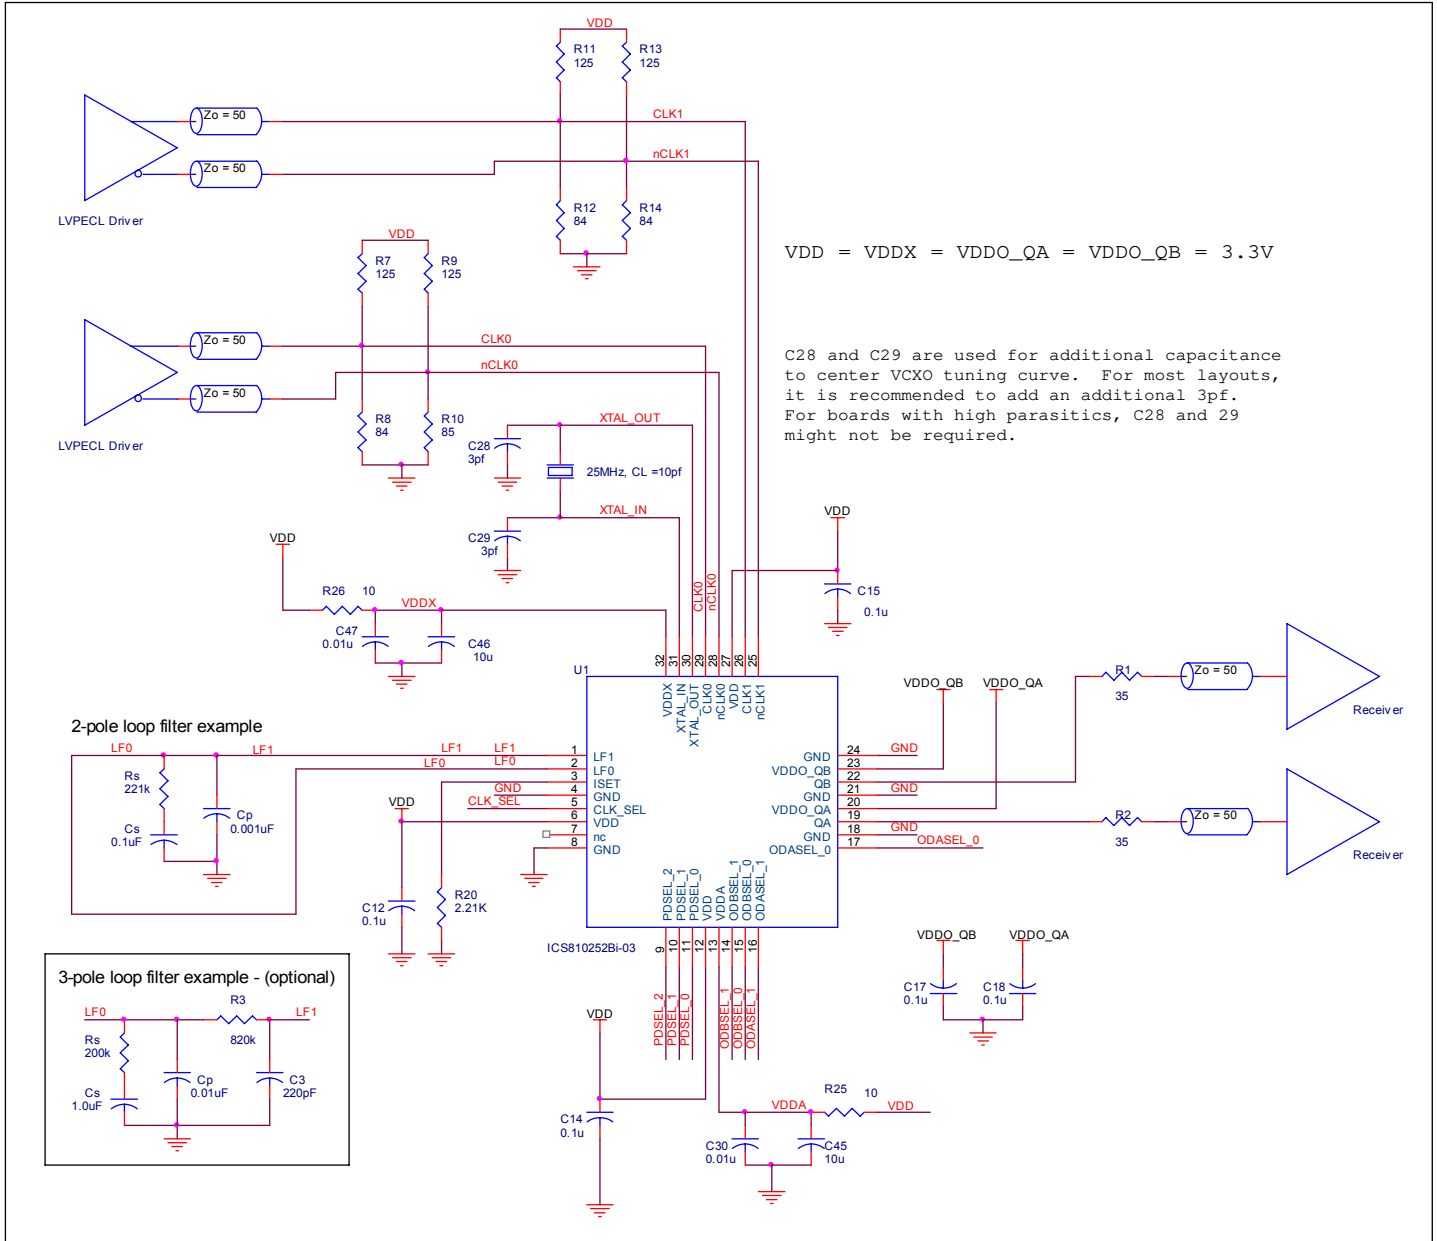 VDD
R11
125
R13
125
Zo = 50
CLK1
Zo = 50
nCLK1
LVPECL Driver
R12
84
R14
84
VDD
R7
125
R9
125
VDD = VDDX = VDDO_QA = VDDO_QB = 3.3V
Zo = 50
CLK0
Zo = 50
nCLK0
LVPECL Driver
R8
84
R10
85
C28 and C29 are used for additional capacitance
to center VCXO tuning curve. For most layouts,
it is recommended to add an additional 3pf.
For boards with high parasitics, C28 and 29
might not be required.
XTAL_OUT
C28
3pf
25MHz, CL =10pf
XTAL_IN
C29
3pf
VDD
VDD
CLK0
nCLK0
C15
0.1u
R26 10
VDDX
C47
0.01u
C46
10u
U1
32
31
30
29
28
27
26
25
VDDX
XTAL_IN
XTAL_OUT
CLK0
nCLK0
VDD
CLK1
nCLK1
VDDO_QB VDDO_QA
R1
35
Zo = 50
Receiver
2-pole loop filter example
LF0
LF1
LF1 LF1
LF0 LF0
GND
CLK_SEL
VDD
Rs
221k
Cp
0.001uF
Cs
0.1uF
1 LF1
2 LF0
3 ISET
4 GND
5 CLK_SEL
6 VDD
7 nc
8 GND
GND 24 GND
VDDO_QB 23
QB 22
GND 21 GND
VDDO_QA 20
QA 19
GND 18 GND
ODASEL_0 17 ODASEL_0
R2
35
Zo = 50
Receiver
C12
0.1u
R20
2.21K
PDSEL_2
PDSEL_1
PDSEL_0
VDD
VDDA
ODBSEL_1
ODBSEL_0
ODASEL_1
ICS810252Bi-03
9
10
11
12
13
14
15
16
PDSEL_2
PDSEL_1
PDSEL_0
ODBSEL_1
ODBSEL_0
ODASEL_1
VDDO_QB VDDO_QA
C17
0.1u
C18
0.1u
3-pole loop filter example - (optional)
LF0
R3
820k
LF1
Rs
200k
Cp
0.01uF
C3
220pF
Cs
1.0uF
VDD
C14
0.1u
R25
10
VDDA
VDD
C30
0.01u
C45
10u